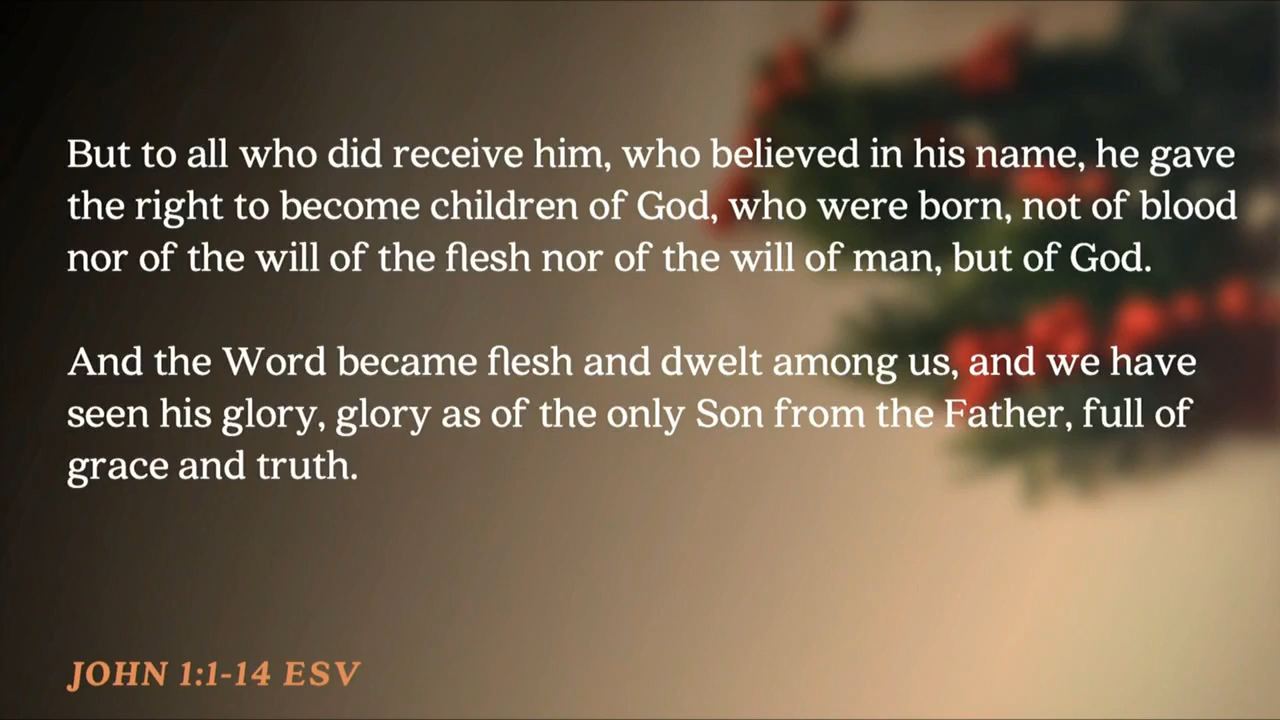 But to all who did receive him, who believed in his name, he gave
the right to become children of God, who were born, not of blood
nor of the will of the flesh nor of the will of man, but of God.
And the Word became flesh and dwelt among us, and we have
seen his glory, glory as of the only Son from the Father, full of
grace and truth.
JOHN 1:1-14 ESV